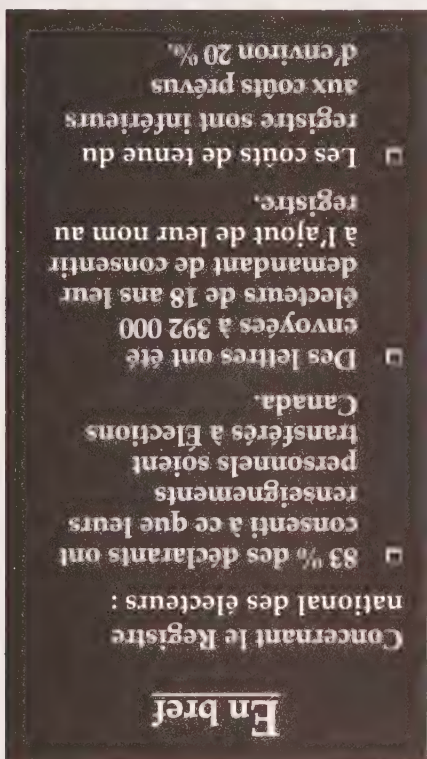 En bref
Concernant le Registre
national des électeurs :
□ 83 % des déclarants ont
consenti à ce que leurs
renseignements
personnels soient
transférés à Élections
Canada.
□ Des lettres ont été
envoyées à 392 000
électeurs de 18 ans leur
demandant de consentir
à l'ajout de leur nom au
registre.
□ Les coûts de tenue du
registre sont inférieurs
aux coûts prévus
d'environ 20 %.